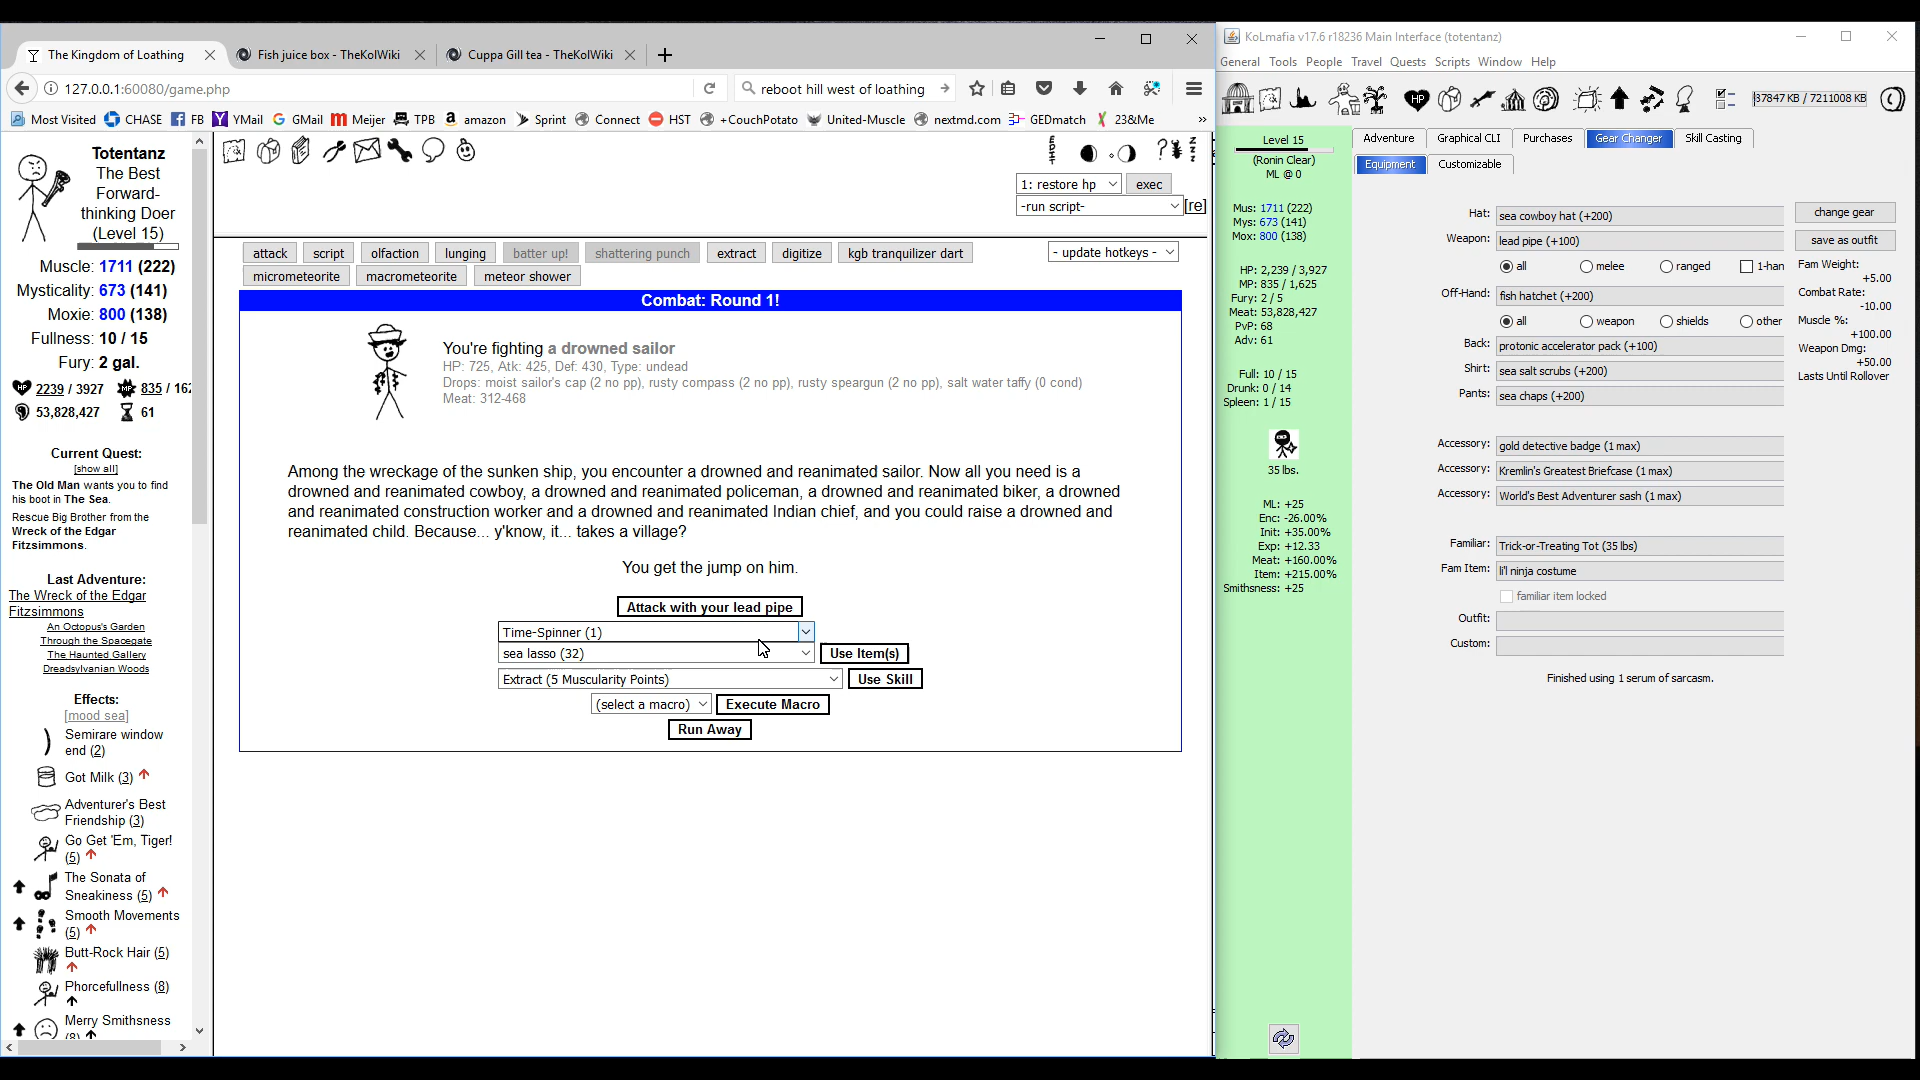 The Kingdom of Loathing
Fish juice box - TheKolWiki
Cuppa Gill tea - TheKolWiki
127.0.0.1:60080/game.php
reboot hill west of loathing
Most Visited
CHASE
FB
YMail
GMail
Meijer
TPB
amazon
Sprint
Connect
HST
+CouchPotato
United-Muscle
nextmd.com
GEDmatch
23&Me
Totentanz
The Best
Forward-
thinking Doer
(Level 15)
Muscle: 1711 (222)
Mysticality: 673 (141)
Moxie: 800 (138)
Fullness: 10 / 15
Fury: 2 gal.
2239 / 3927
835 / 162
53,828,427
61
Current Quest:
[show all]
The Old Man wants you to find
his boot in The Sea.
Rescue Big Brother from the
Wreck of the Edgar
Fitzsimmons.
Last Adventure:
The Wreck of the Edgar
Fitzsimmons
An Octopus's Garden
Through the Spacegate
The Haunted Gallery
Dreadsylvanian Woods
Effects:
[mood sea]
Semirare window
end (2)
Got Milk (3)
Adventurer's Best
Friendship (3)
Go Get 'Em, Tiger!
(5)
The Sonata of
Sneakiness (5)
Smooth Movements
(5)
Butt-Rock Hair (5)
Phorcefullness (8)
Merry Smithsness
(8)
1: restore hp
exec
-run script-
[re]
attack
script
olfaction
lunging
batter up!
shattering punch
extract
digitize
kgb tranquilizer dart
- update hotkeys -
micrometeorite
macrometeorite
meteor shower
Combat: Round 1!
You're fighting a drowned sailor
HP: 725, Atk: 425, Def: 430, Type: undead
Drops: moist sailor's cap (2 no pp), rusty compass (2 no pp), rusty speargun (2 no pp), salt water taffy (0 cond)
Meat: 312-468
Among the wreckage of the sunken ship, you encounter a drowned and reanimated sailor. Now all you need is a
drowned and reanimated cowboy, a drowned and reanimated policeman, a drowned and reanimated biker, a drowned
and reanimated construction worker and a drowned and reanimated Indian chief, and you could raise a drowned and
reanimated child. Because... y'know, it... takes a village?
You get the jump on him.
Attack with your lead pipe
Time-Spinner (1)
sea lasso (32)
Use Item(s)
Extract (5 Muscularity Points)
Use Skill
(select a macro)
Execute Macro
Run Away
KoLmafia v17.6 r18236 Main Interface (totentanz)
General Tools People Travel Quests Scripts Window Help
37847 KB / 7211008 KB
Level 15
(Ronin Clear)
ML @ 0
Mus: 1711 (222)
Mys: 673 (141)
Mox: 800 (138)
HP: 2,239 / 3,927
MP: 835 / 1,625
Fury: 2 / 5
Meat: 53,828,427
PvP: 68
Adv: 61
Full: 10 / 15
Drunk: 0 / 14
Spleen: 1 / 15
35 lbs.
ML: +25
Enc: -26.00%
Init: +35.00%
Exp: +12.33
Meat: +160.00%
Item: +215.00%
Smithsness: +25
Adventure
Graphical CLI
Purchases
Gear Changer
Skill Casting
Equipment
Customizable
Hat: sea cowboy hat (+200)
Weapon: lead pipe (+100)
all melee ranged 1-han
Off-Hand: fish hatchet (+200)
all weapon shields other
Back: protonic accelerator pack (+100)
Shirt: sea salt scrubs (+200)
Pants: sea chaps (+200)
Accessory: gold detective badge (1 max)
Accessory: Kremlin's Greatest Briefcase (1 max)
Accessory: World's Best Adventurer sash (1 max)
Familiar: Trick-or-Treating Tot (35 lbs)
Fam Item: li'l ninja costume
familiar item locked
Outfit:
Custom:
Finished using 1 serum of sarcasm.
change gear
save as outfit
Fam Weight:
+5.00
Combat Rate:
-10.00
Muscle %:
+100.00
Weapon Dmg:
+50.00
Lasts Until Rollover